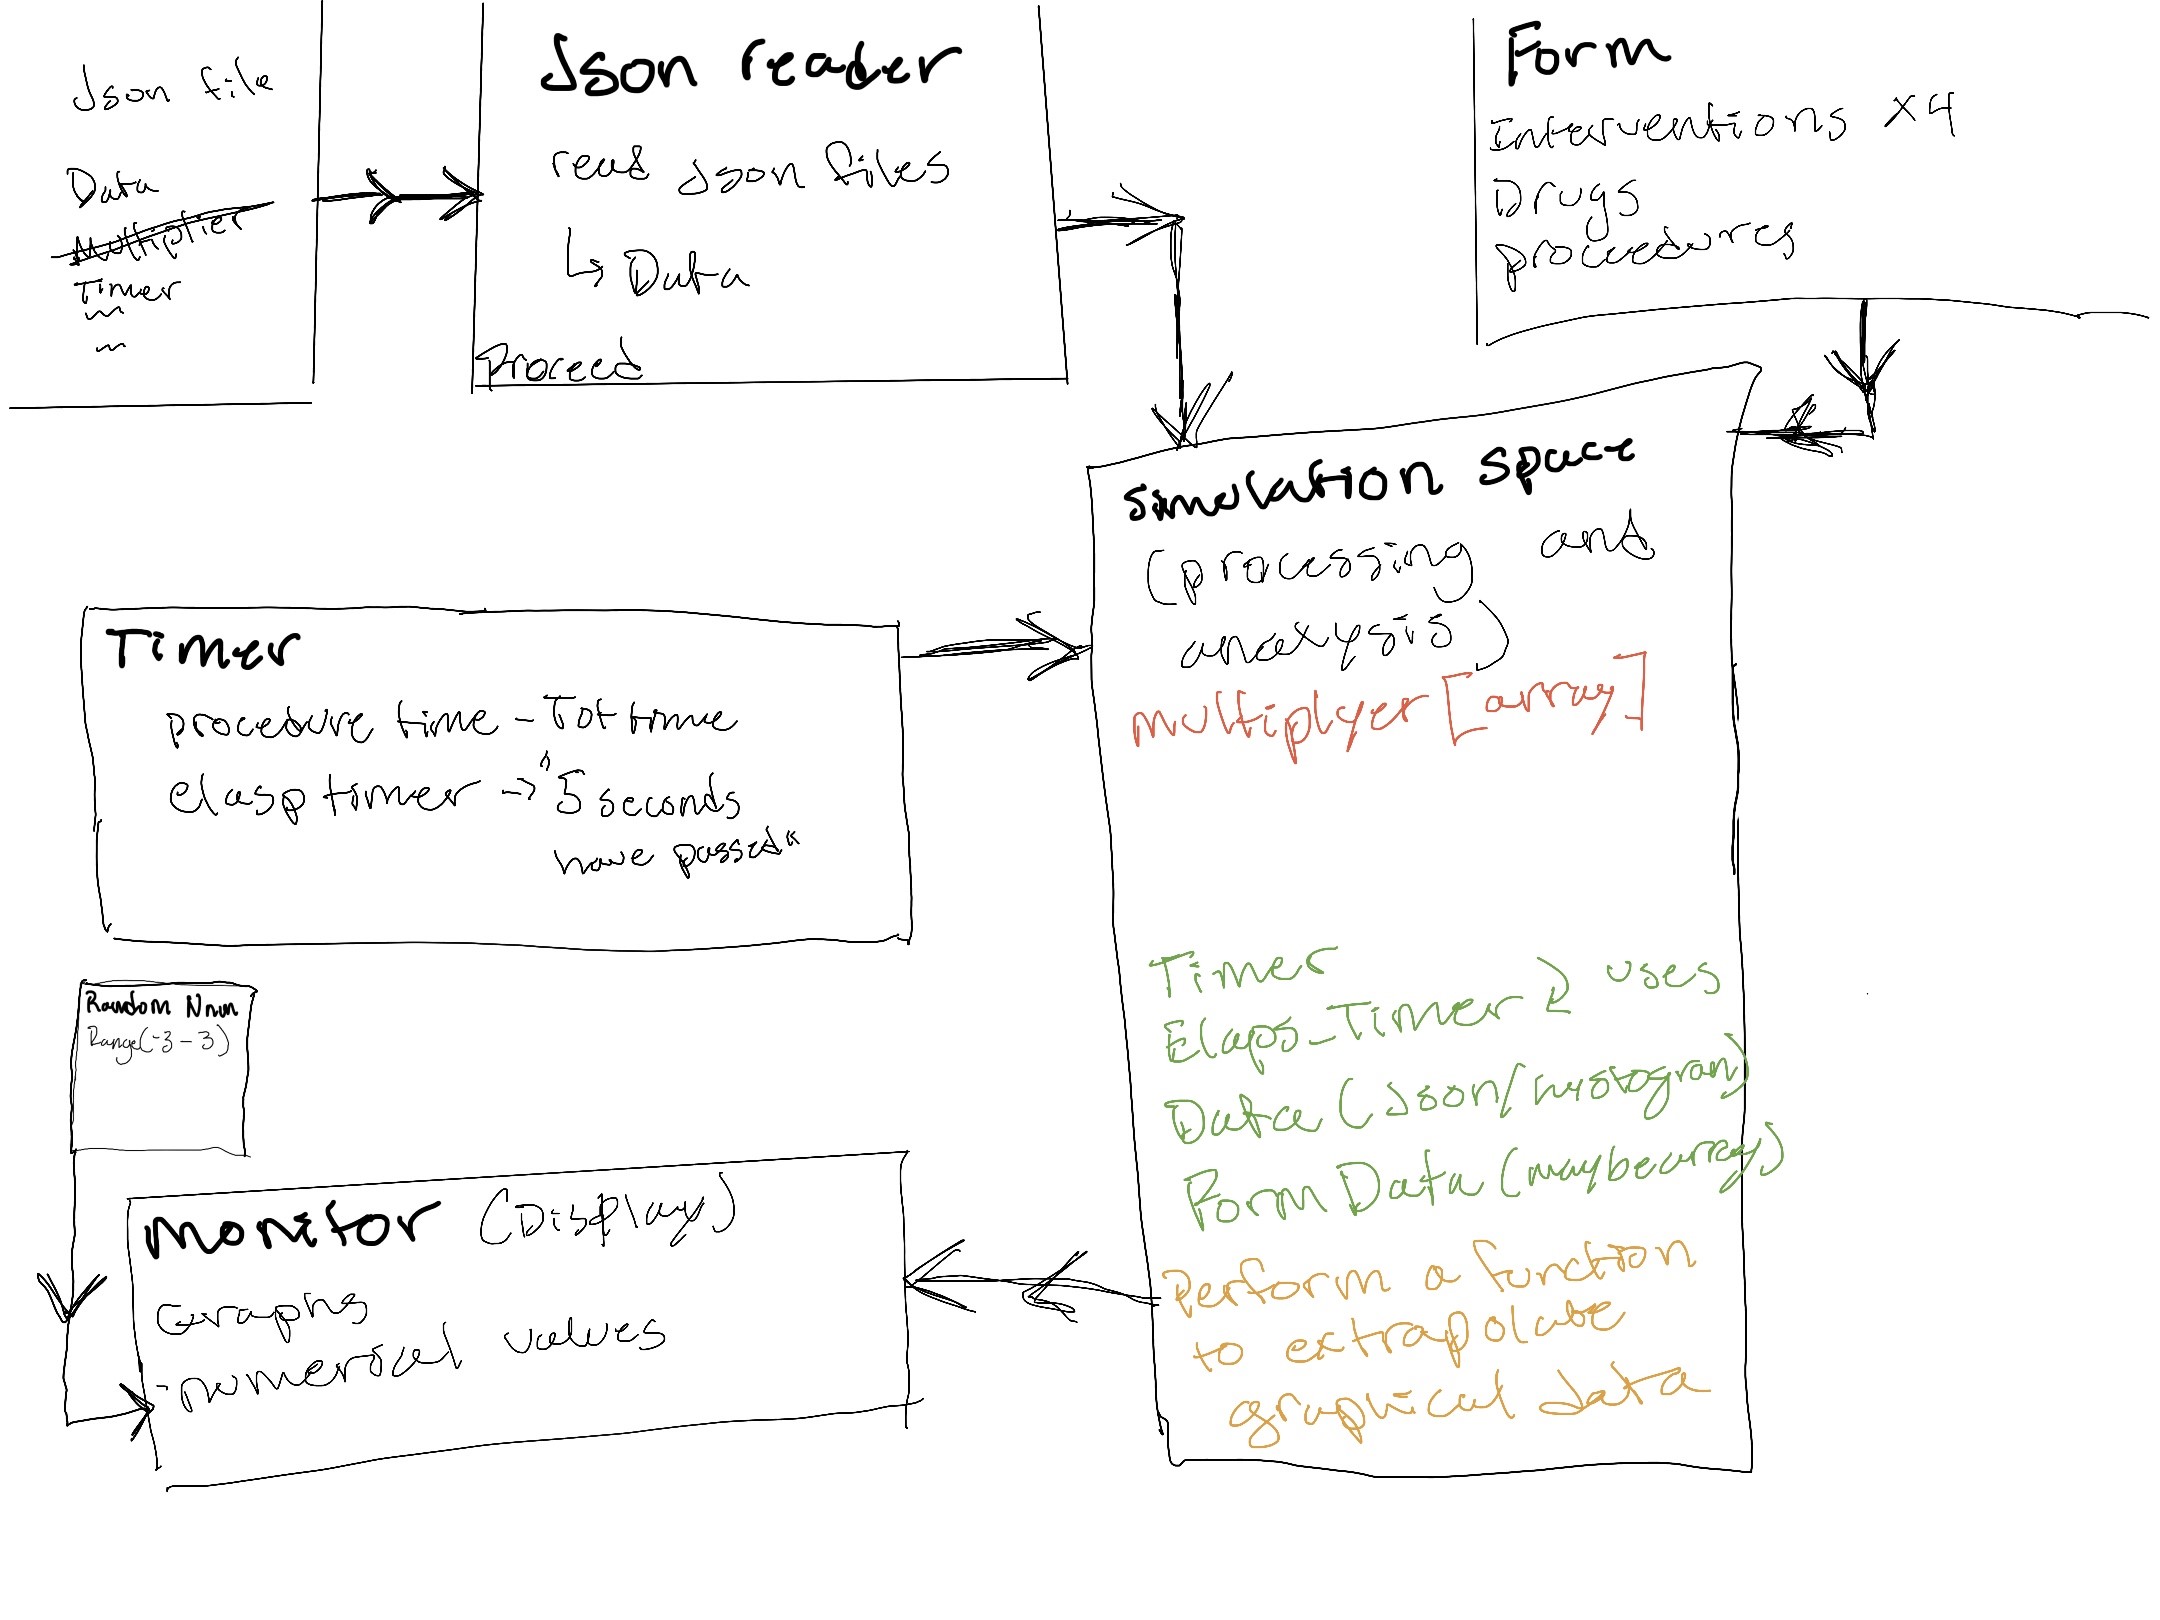 Json file
Data
Multiplier
Timer
Json reader
read Json files
↳ Data
Proceed
Form
Interventions x4
Drugs
procedures
simulation space
(processing and
analysis)
multiplyer [array]
Timer
Elaps_Timer uses
Data (Json/hystogran)
Form Data (maybearray)
Perform a function
to extrapolate
graphical data
Timer
procedure time - Tot time
elasp timer -> "5 seconds
have passed"
Random Num
Range(-3 - 3)
monitor (Display)
Graphs
numerical values